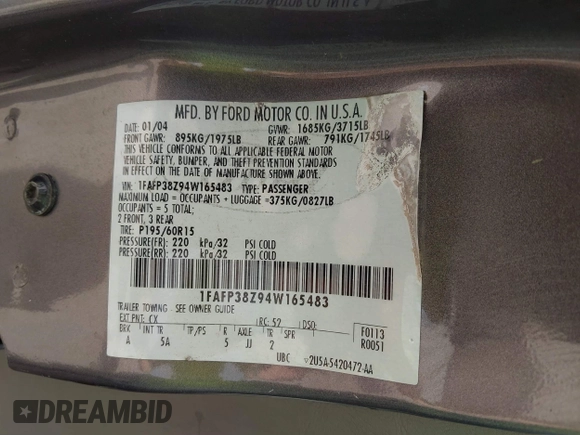 MFD. BY FORD MOTOR CO. IN U.S.A.
DATE: 01/04 GVWR: 1685KG/3715LB
FRONT GAWR: 895KG/1975LB REAR GAWR: 791KG/1745LB
THIS VEHICLE CONFORMS TO ALL APPLICABLE FEDERAL MOTOR
VEHICLE SAFETY, BUMPER, AND THEFT PREVENTION STANDARDS
IN EFFECT ON THE DATE OF MANUFACTURE SHOWN ABOVE.
VIN: 1FAFP38Z94W165483 TYPE: PASSENGER
MAXIMUM LOAD = OCCUPANTS + LUGGAGE =375KG/0827LB
OCCUPANTS = 5 TOTAL;
2 FRONT, 3 REAR
TIRE: P195/60R15
PRESSURE(FR): 220 kPa/32 PSI COLD
PRESSURE(RR): 220 kPa/32 PSI COLD
1FAFP38Z94W165483
TRAILER TOWING - SEE OWNER GUIDE
EXT PNT: CX RC: 52 DSO:
BRK INT TR TP/PS R AXLE TR SPR
A 5A 5 JJ 2
F0113
R0051
UBC 2U5A-5420472-AA
DREAMBID